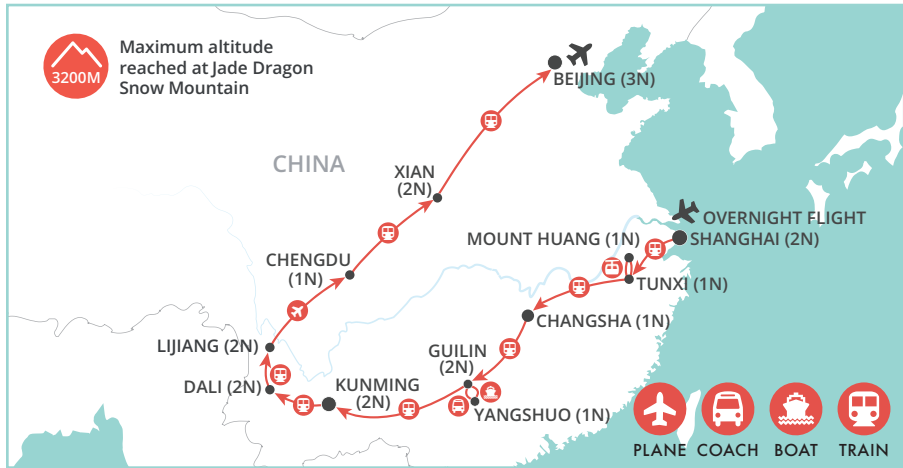 Maximum altitude
reached at Jade Dragon
Snow Mountain
3200M
BEIJING (3N)
CHINA
XIAN
(2N)
OVERNIGHT FLIGHT
SHANGHAI (2N)
MOUNT HUANG (1N)
CHENGDU
(1N)
TUNXI (1N)
CHANGSHA (1N)
LIJIANG (2N)
GUILIN
(2N)
DALI (2N)
KUNMING
(2N)
YANGSHUO (1N)
PLANE COACH BOAT TRAIN